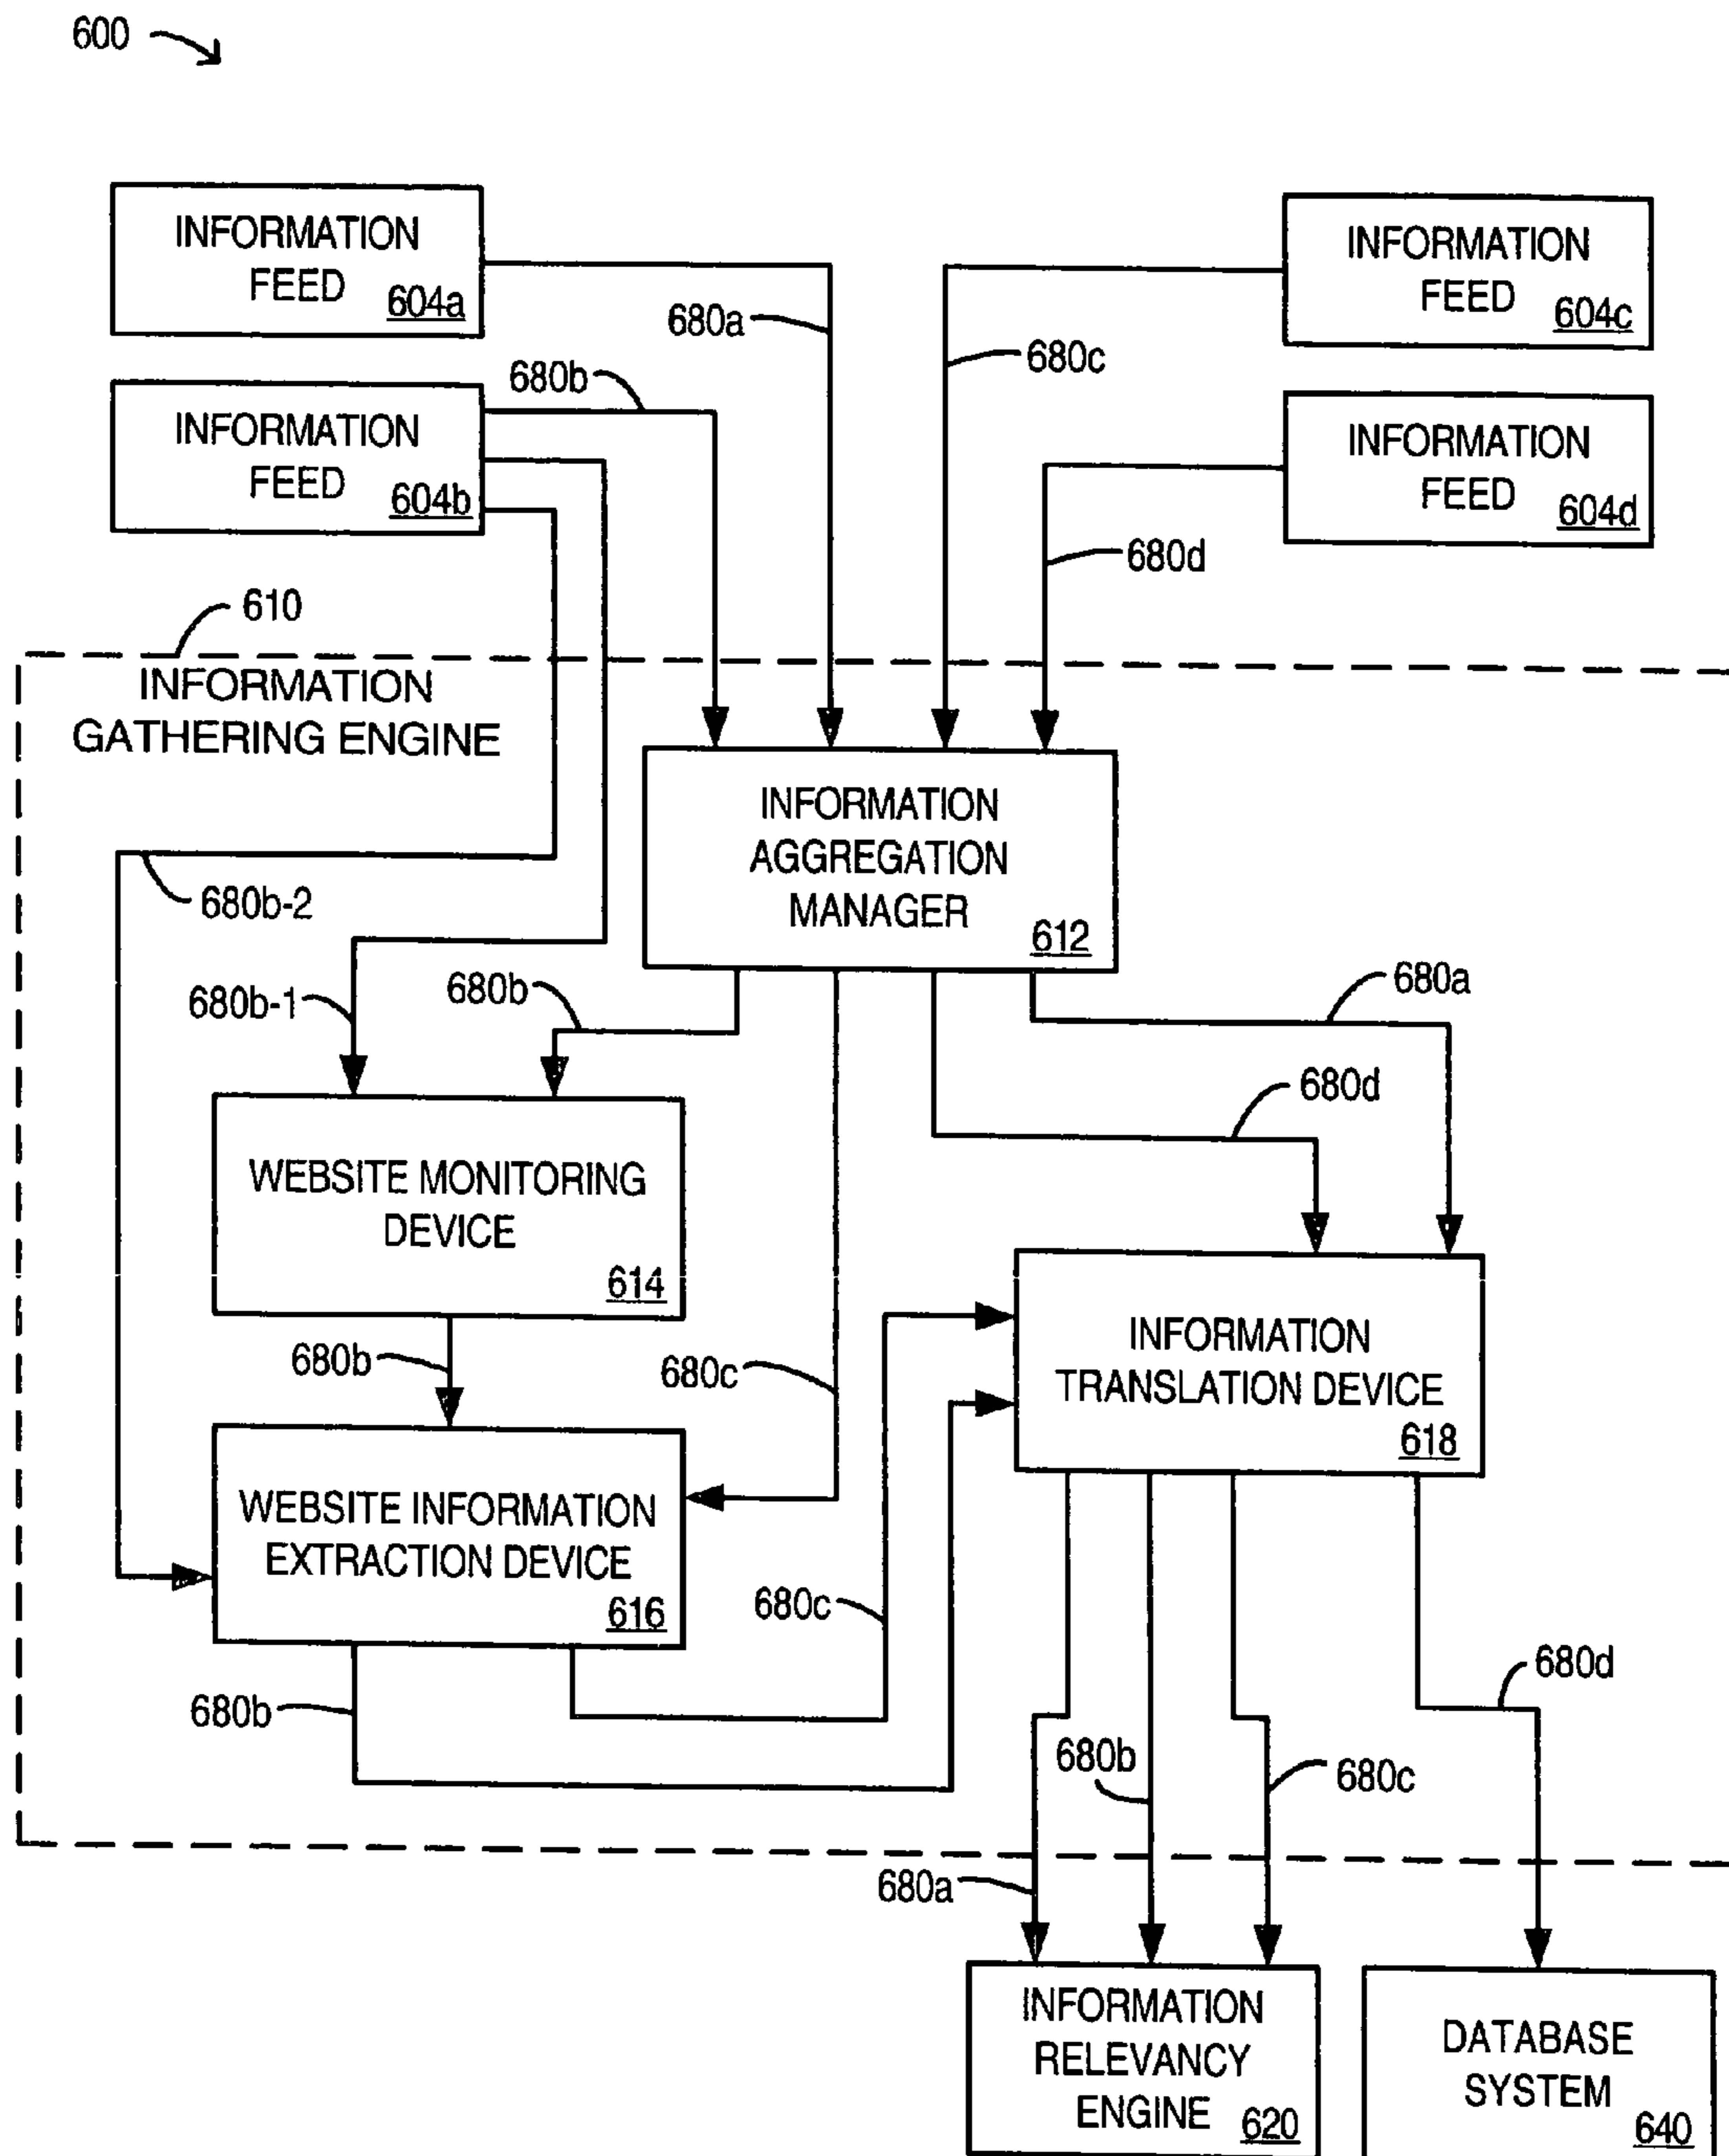 600
INFORMATION
FEED
604a
INFORMATION
FEED
604c
680a
680c
680b
INFORMATION
FEED
604b
INFORMATION
FEED
604d
680d
610
INFORMATION
GATHERING ENGINE
INFORMATION
AGGREGATION
MANAGER
612
680b-2
680b-1
680b
680a
680d
WEBSITE MONITORING
DEVICE
614
INFORMATION
TRANSLATION DEVICE
618
680b
680c
WEBSITE INFORMATION
EXTRACTION DEVICE
616
680c
680b
680d
680b
680c
680a
INFORMATION
RELEVANCY
ENGINE
620
DATABASE
SYSTEM
640